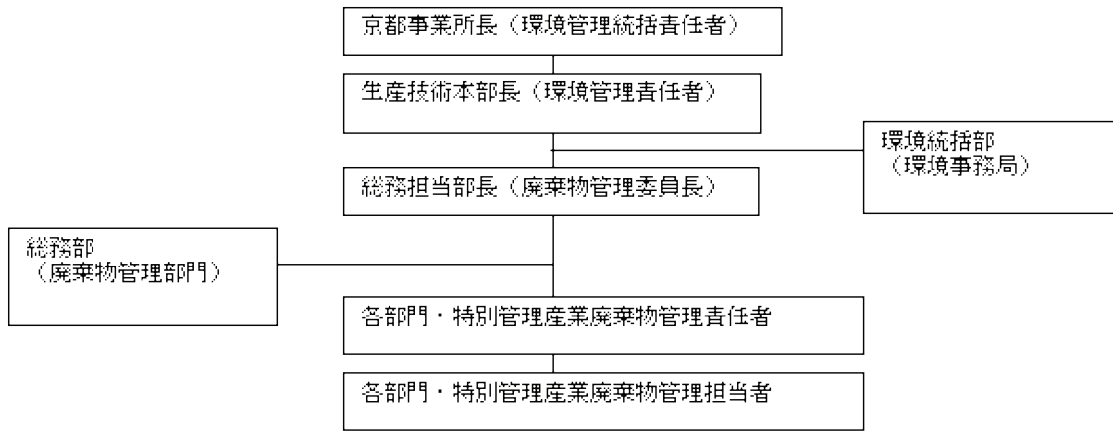 京都事業所長（環境管理統括責任者）
生産技術本部長（環境管理責任者）
環境統括部
（環境事務局）
総務担当部長（廃棄物管理委員長）
総務部
（廃棄物管理部門）
各部門・特別管理産業廃棄物管理責任者
各部門・特別管理産業廃棄物管理担当者